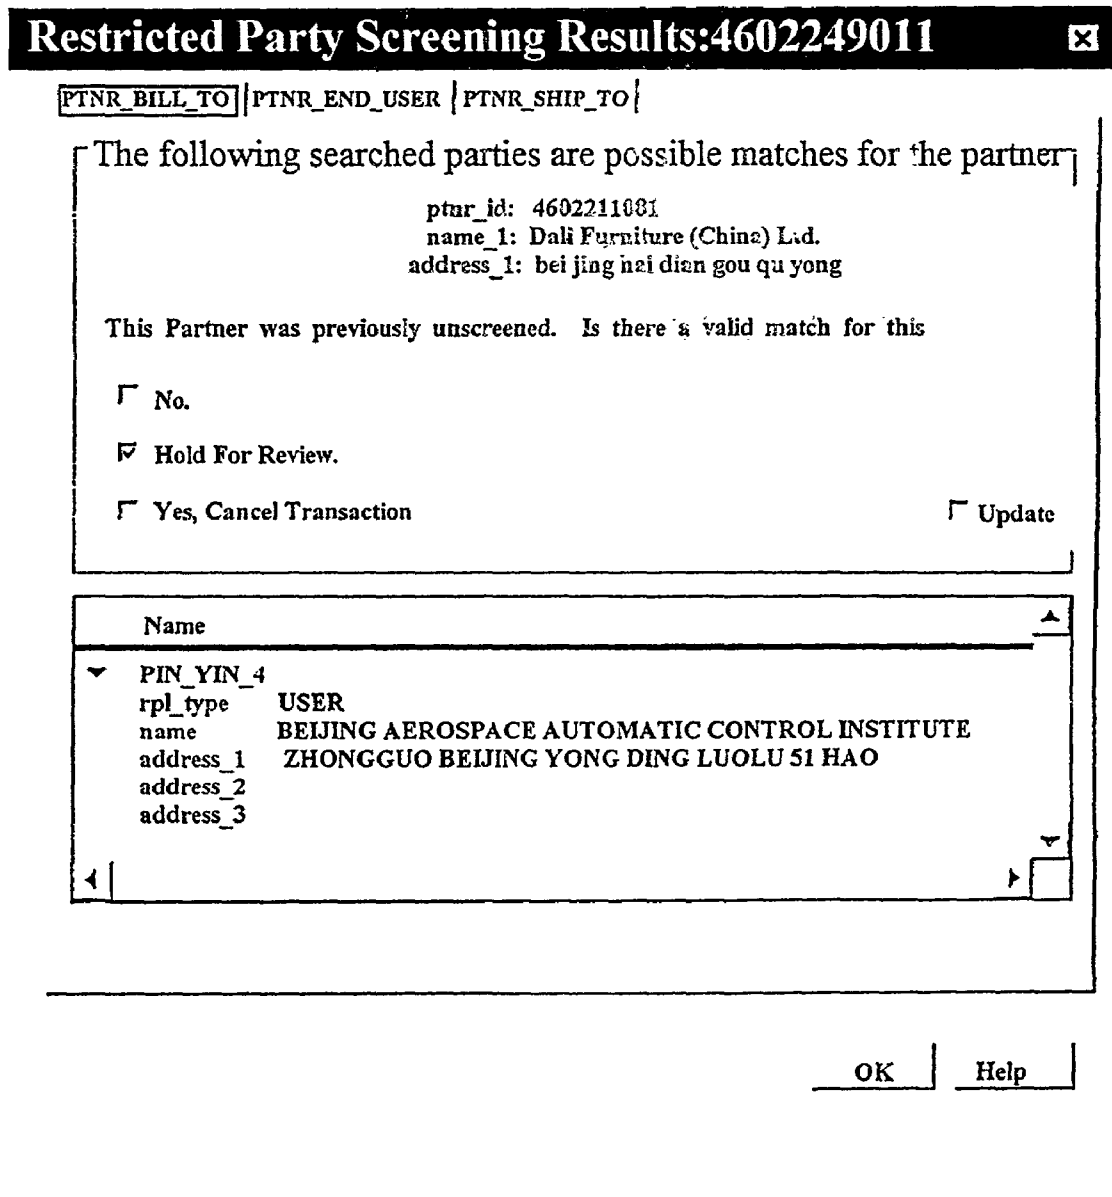 Restricted Party Screening Results:4602249011
PTNR_BILL_TO PTNR_END_USER PTNR_SHIP_TO
The following searched parties are possible matches for the partner
ptnr_id: 4602211081
name_1: Dali Furniture (China) Ltd.
address_1: bei jing hai dian gou qu yong
This Partner was previously unscreened. Is there a valid match for this
No.
Hold For Review.
Yes, Cancel Transaction Update
Name
PIN_YIN_4
rpl_type USER
name BEIJING AEROSPACE AUTOMATIC CONTROL INSTITUTE
address_1 ZHONGGUO BEIJING YONG DING LUOLU 51 HAO
address_2
address_3
OK Help